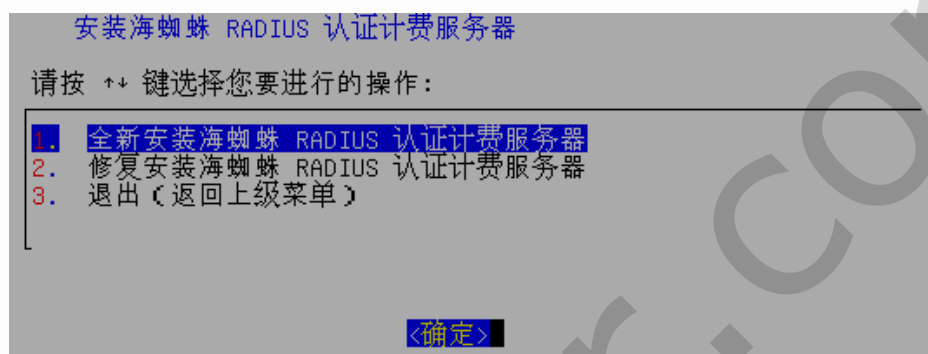 安装海蜘蛛 RADIUS 认证计费服务器
请按 ↑↓ 键选择您要进行的操作:
1. 全新安装海蜘蛛 RADIUS 认证计费服务器
2. 修复安装海蜘蛛 RADIUS 认证计费服务器
3. 退出(返回上级菜单)
<确定>